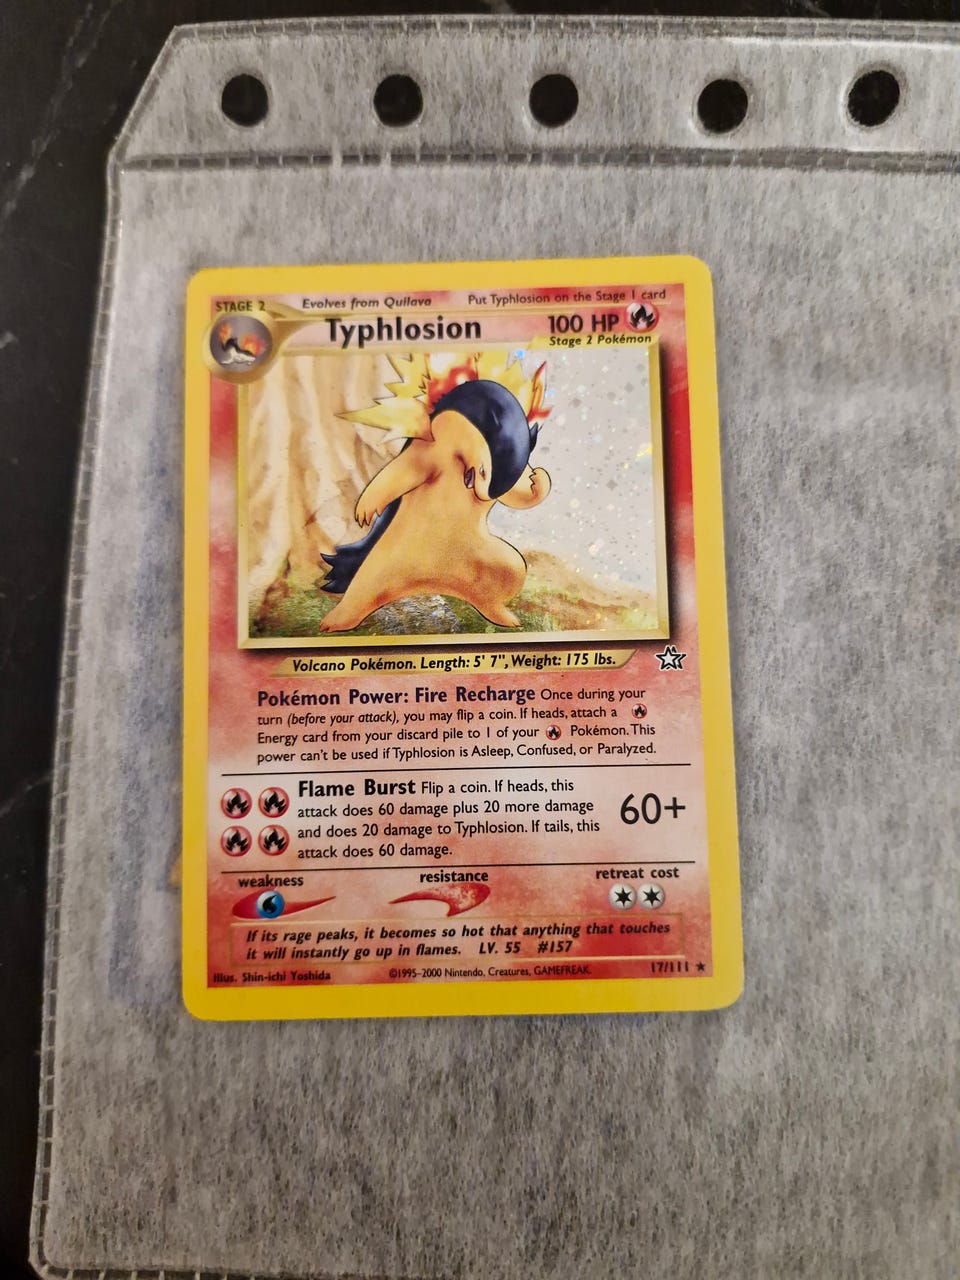 STAGE 2 Evolves from Quilava Put Typhlosion on the Stage 1 card
Typhlosion 100 HP
Stage 2 Pokémon
Volcano Pokémon. Length: 5' 7", Weight: 175 lbs.
Pokémon Power: Fire Recharge Once during your
turn (before your attack), you may flip a coin. If heads, attach a
Energy card from your discard pile to 1 of your Pokémon. This
power can't be used if Typhlosion is Asleep, Confused, or Paralyzed.
Flame Burst Flip a coin. If heads, this
attack does 60 damage plus 20 more damage
and does 20 damage to Typhlosion. If tails, this
attack does 60 damage.
60+
weakness resistance retreat cost
If its rage peaks, it becomes so hot that anything that touches
it will instantly go up in flames. LV. 55 #157
Illus. Shin-ichi Yoshida ©1995-2000 Nintendo, Creatures, GAMEFREAK. 17/111 ★